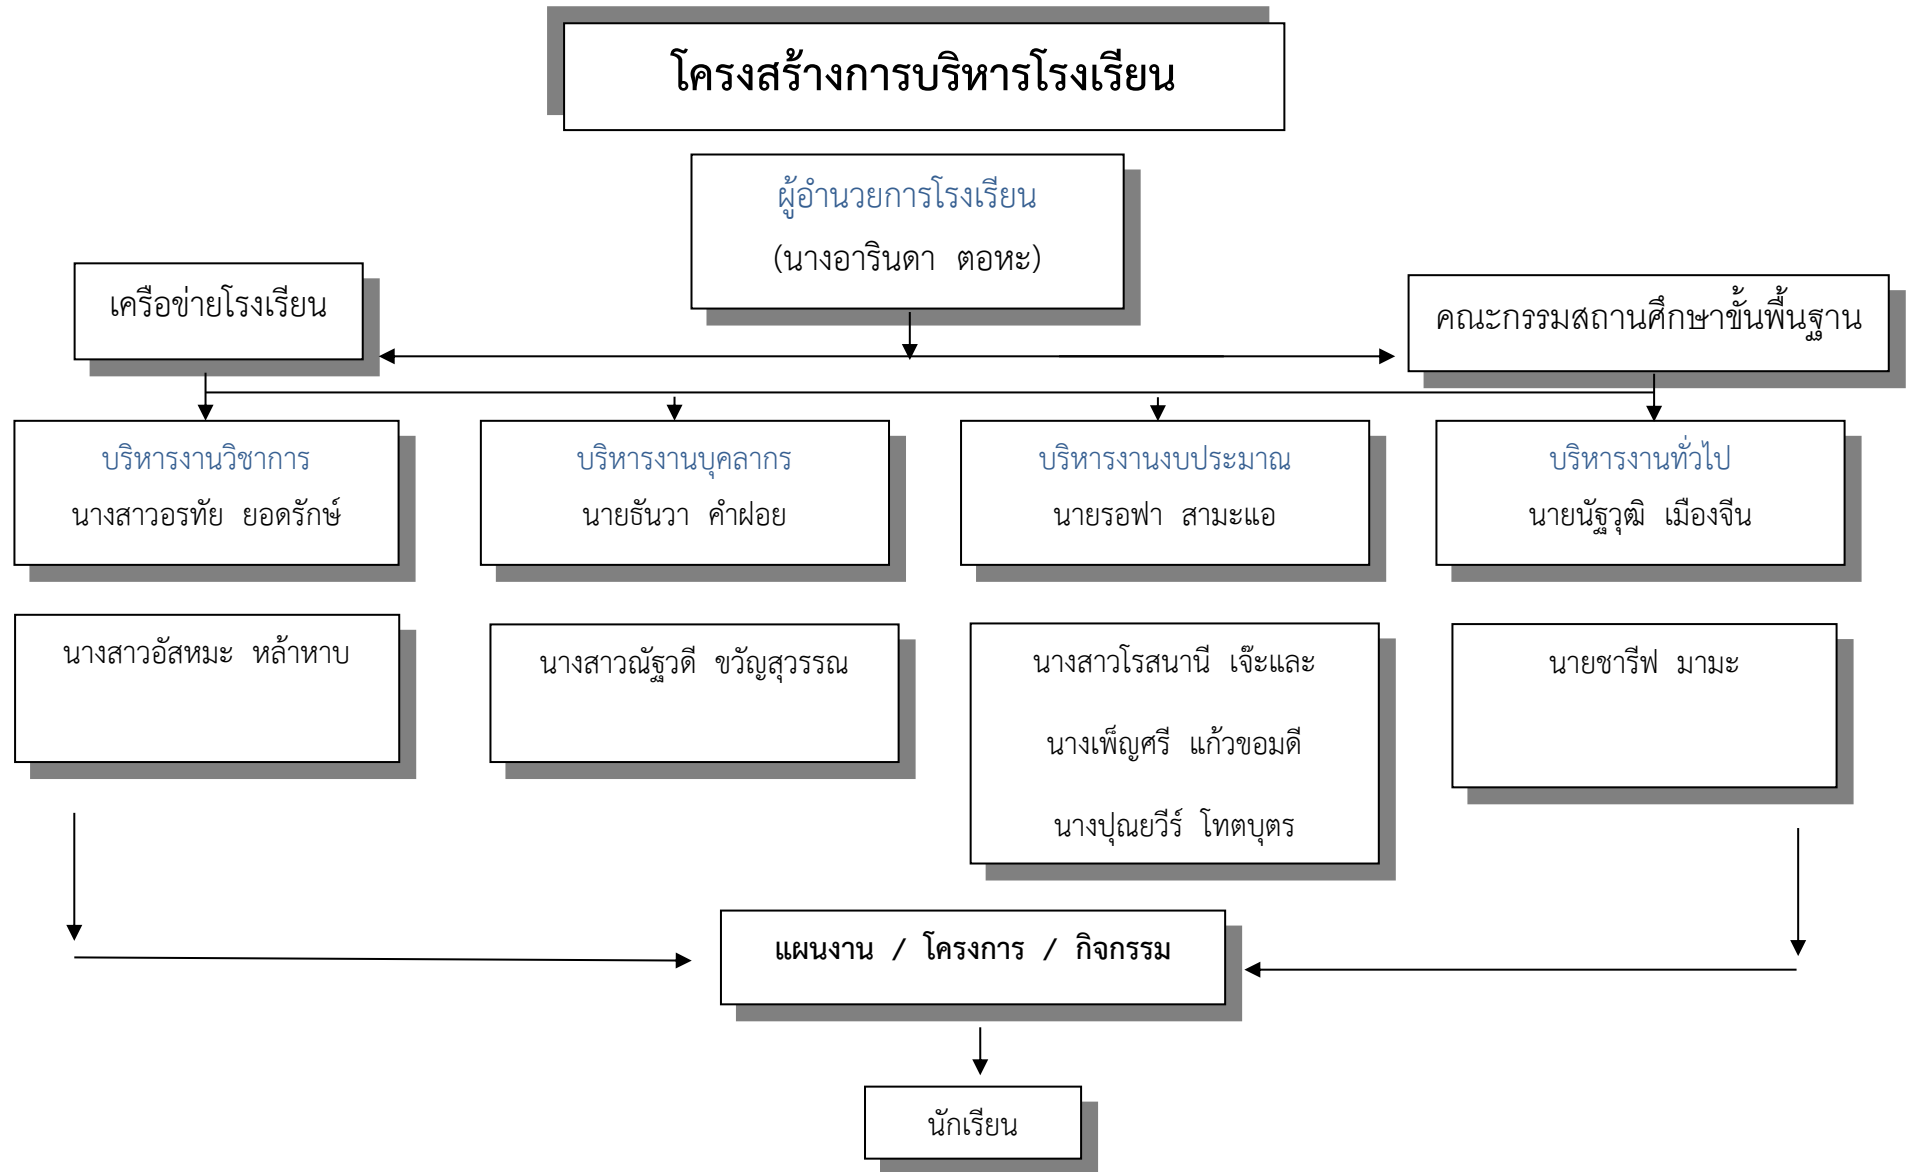 โครงสร้างการบริหารโรงเรียน
ผู้อำนวยการโรงเรียน
(นางอารินดา ตอหะ)
เครือข่ายโรงเรียน
คณะกรรมสถานศึกษาขั้นพื้นฐาน
บริหารงานวิชาการ
นางสาวอรทัย ยอดรักษ์
บริหารงานบุคลากร
นายธันวา คำฝอย
บริหารงานงบประมาณ
นายรอฟา สามะแอ
บริหารงานทั่วไป
นายนัฐวุฒิ เมืองจีน
นางสาวอัสหมะ หล้าหาบ
นางสาวณัฐวดี ขวัญสุวรรณ
นางสาวโรสนานี เจ๊ะและ
นางเพ็ญศรี แก้วขอมดี
นางปุณยวีร์ โทตบุตร
นายชารีฟ มามะ
แผนงาน / โครงการ / กิจกรรม
นักเรียน